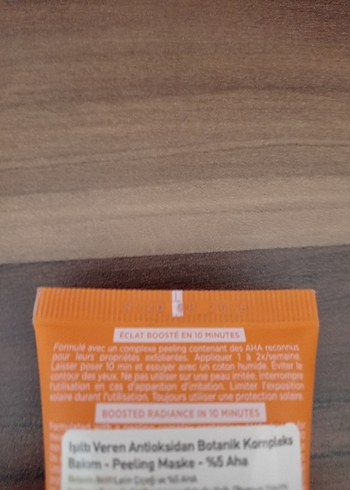 ÉCLAT BOOSTÉ EN 10 MINUTES
Formulé avec un complexe peeling contenant des AHA reconnus
pour leurs propriétés exfoliantes. Appliquer 1 à 2x/semaine.
Laisser poser 10 min et essuyer avec un coton humide. Éviter le
contour des yeux. Ne pas utiliser sur une peau irritée. Interrompre
l'utilisation en cas d'apparition d'irritation. Limiter l'exposition
solaire durant l'utilisation. Toujours utiliser une protection solaire.
BOOSTED RADIANCE IN 10 MINUTES
Işıltı Veren Antioksidan Botanik Kompleks
Bakım - Peeling Maske - %5 Aha